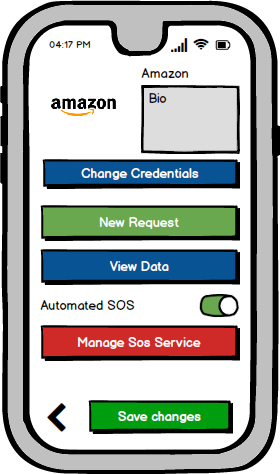 04:17 PM
Amazon
amazon
Bio
Change Credentials
New Request
View Data
Automated SOS
Manage Sos Service
Save changes